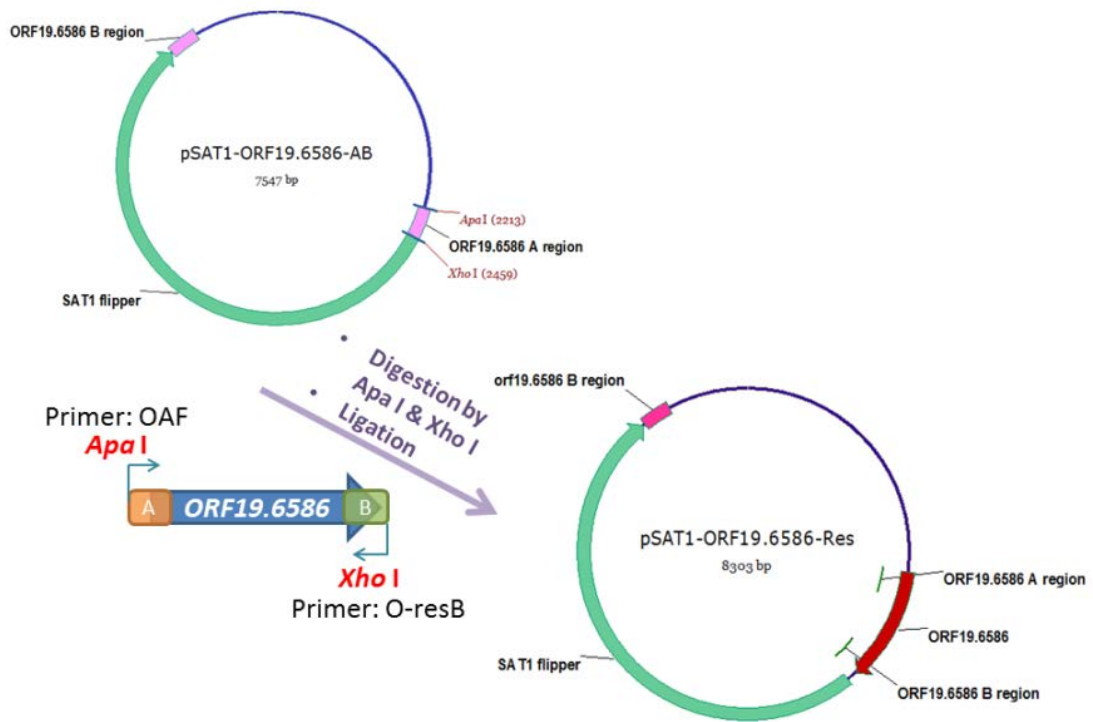 ORF19.6586 B region
pSAT1-ORF19.6586-AB
7547 bp
ApaI (2213)
ORF19.6586 A region
XhoI (2459)
SAT1 flipper
• Digestion by
Apa I & Xho I
• Ligation
Primer: OAF
Apa I
A
ORF19.6586
B
Xho I
Primer: O-resB
orf19.6586 B region
pSAT1-ORF19.6586-Res
8303 bp
ORF19.6586 A region
ORF19.6586
SAT1 flipper
ORF19.6586 B region